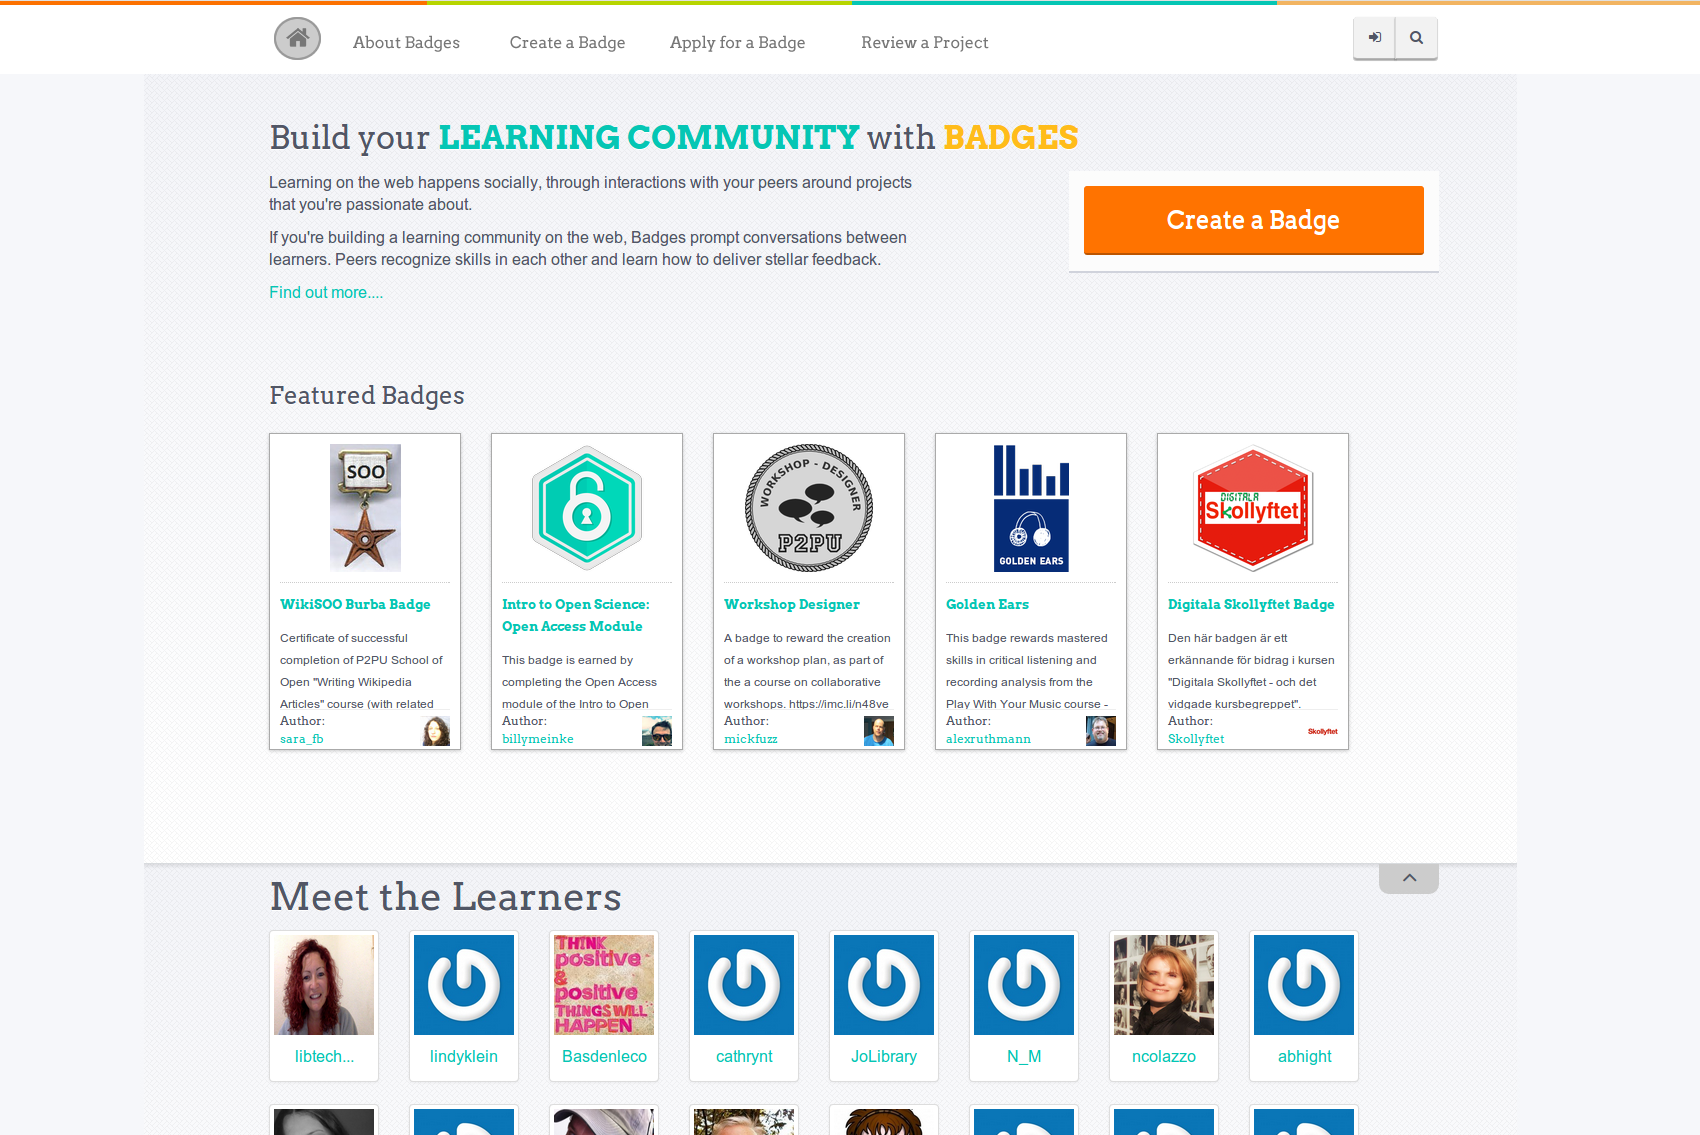 About Badges
Create a Badge
Apply for a Badge
Review a Project
Build your LEARNING COMMUNITY with BADGES
Learning on the web happens socially, through interactions with your peers around projects
that you're passionate about.
If you're building a learning community on the web, Badges prompt conversations between
learners. Peers recognize skills in each other and learn how to deliver stellar feedback.
Find out more....
Create a Badge
Featured Badges
SOO
WikiSOO Burba Badge
Certificate of successful
completion of P2PU School of
Open "Writing Wikipedia
Articles" course (with related
Author:
sara_fb
Intro to Open Science:
Open Access Module
This badge is earned by
completing the Open Access
module of the Intro to Open
Author:
billymeinke
WORKSHOP - DESIGNER
P2PU
Workshop Designer
A badge to reward the creation
of a workshop plan, as part of
the a course on collaborative
workshops. https://imc.li/n48ve
Author:
mickfuzz
GOLDEN EARS
Golden Ears
This badge rewards mastered
skills in critical listening and
recording analysis from the
Play With Your Music course -
Author:
alexruthmann
DIGITALA
Skollyftet
Digitala Skollyftet Badge
Den här badgen är ett
erkännande för bidrag i kursen
"Digitala Skollyftet - och det
vidgade kursbegreppet".
Author:
Skollyftet
Skollyftet
Meet the Learners
THINK
positive
&
positive
THINGS WILL
HAPPEN
libtech...
lindyklein
Basdenleco
cathrynt
JoLibrary
N_M
ncolazzo
abhight